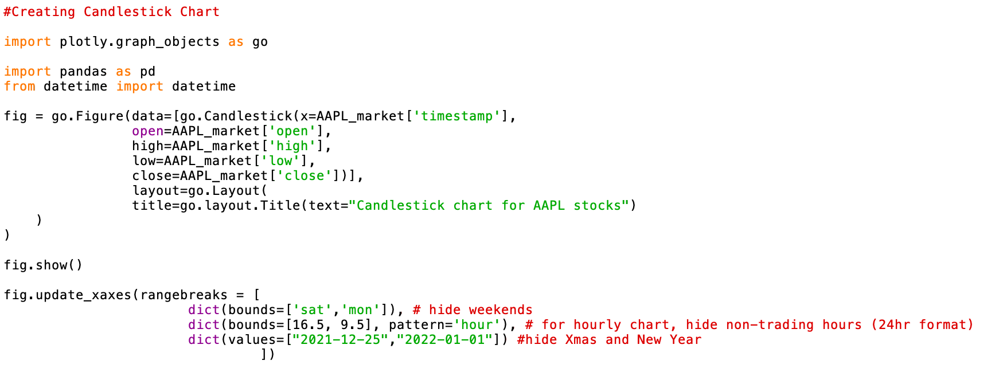 #Creating Candlestick Chart
import plotly.graph_objects as go
import pandas as pd
from datetime import datetime
fig = go.Figure(data=[go.Candlestick(x=AAPL_market['timestamp'],
open=AAPL_market['open'],
high=AAPL_market['high'],
low=AAPL_market['low'],
close=AAPL_market['close'])],
layout=go.Layout(
title=go.layout.Title(text="Candlestick chart for AAPL stocks")
)
)
fig.show()
fig.update_xaxes(rangebreaks = [
dict(bounds=['sat','mon']), # hide weekends
dict(bounds=[16.5, 9.5], pattern='hour'), # for hourly chart, hide non-trading hours (24hr format)
dict(values=["2021-12-25","2022-01-01"]) #hide Xmas and New Year
])